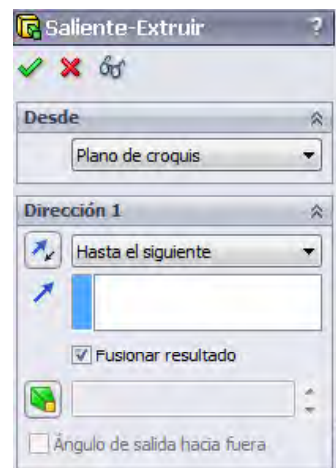 Saliente-Extruir ?
Desde
Plano de croquis
Dirección 1
Hasta el siguiente
Fusionar resultado
Ángulo de salida hacia fuera